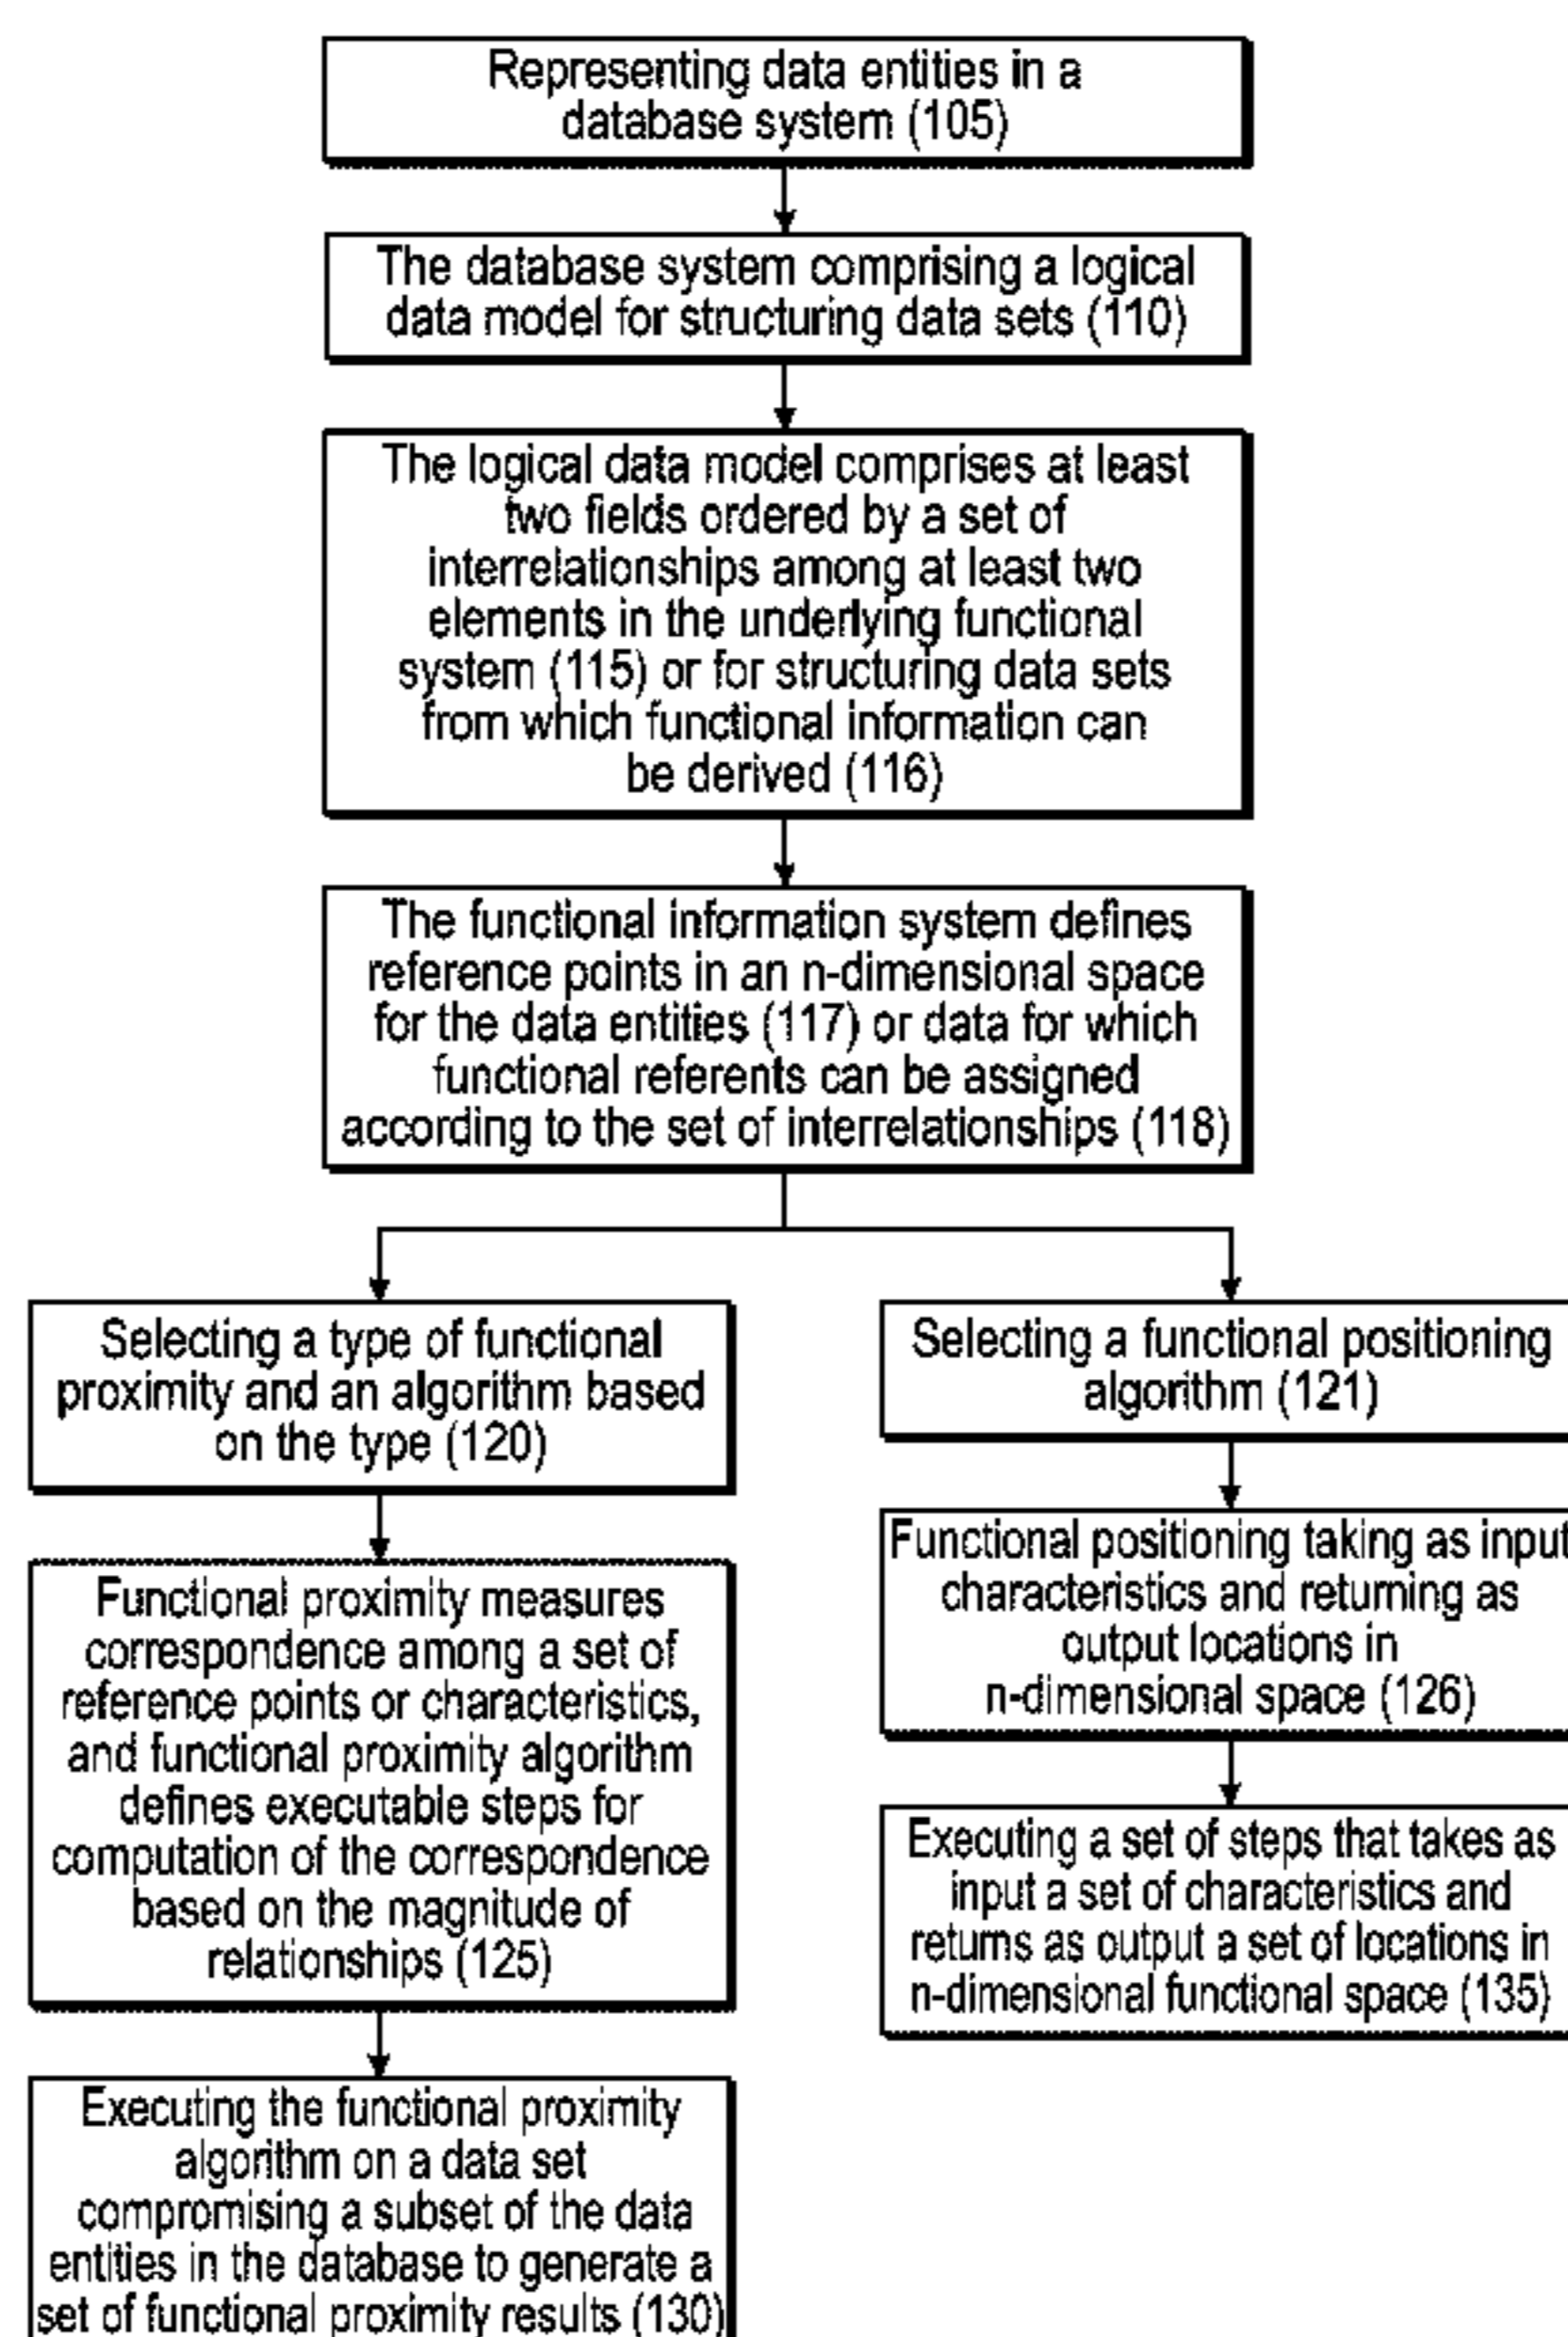 Representing data entities in a
database system (105)
The database system comprising a logical
data model for structuring data sets (110)
The logical data model comprises at least
two fields ordered by a set of
interrelationships among at least two
elements in the underlying functional
system (115) or for structuring data sets
from which functional information can
be derived (116)
The functional information system defines
reference points in an n-dimensional space
for the data entities (117) or data for which
functional referents can be assigned
according to the set of interrelationships (118)
Selecting a type of functional
proximity and an algorithm based
on the type (120)
Functional proximity measures
correspondence among a set of
reference points or characteristics,
and functional proximity algorithm
defines executable steps for
computation of the correspondence
based on the magnitude of
relationships (125)
Executing the functional proximity
algorithm on a data set
compromising a subset of the data
entities in the database to generate a
set of functional proximity results (130)
Selecting a functional positioning
algorithm (121)
Functional positioning taking as input
characteristics and returning as
output locations in
n-dimensional space (126)
Executing a set of steps that takes as
input a set of characteristics and
returns as output a set of locations in
n-dimensional functional space (135)